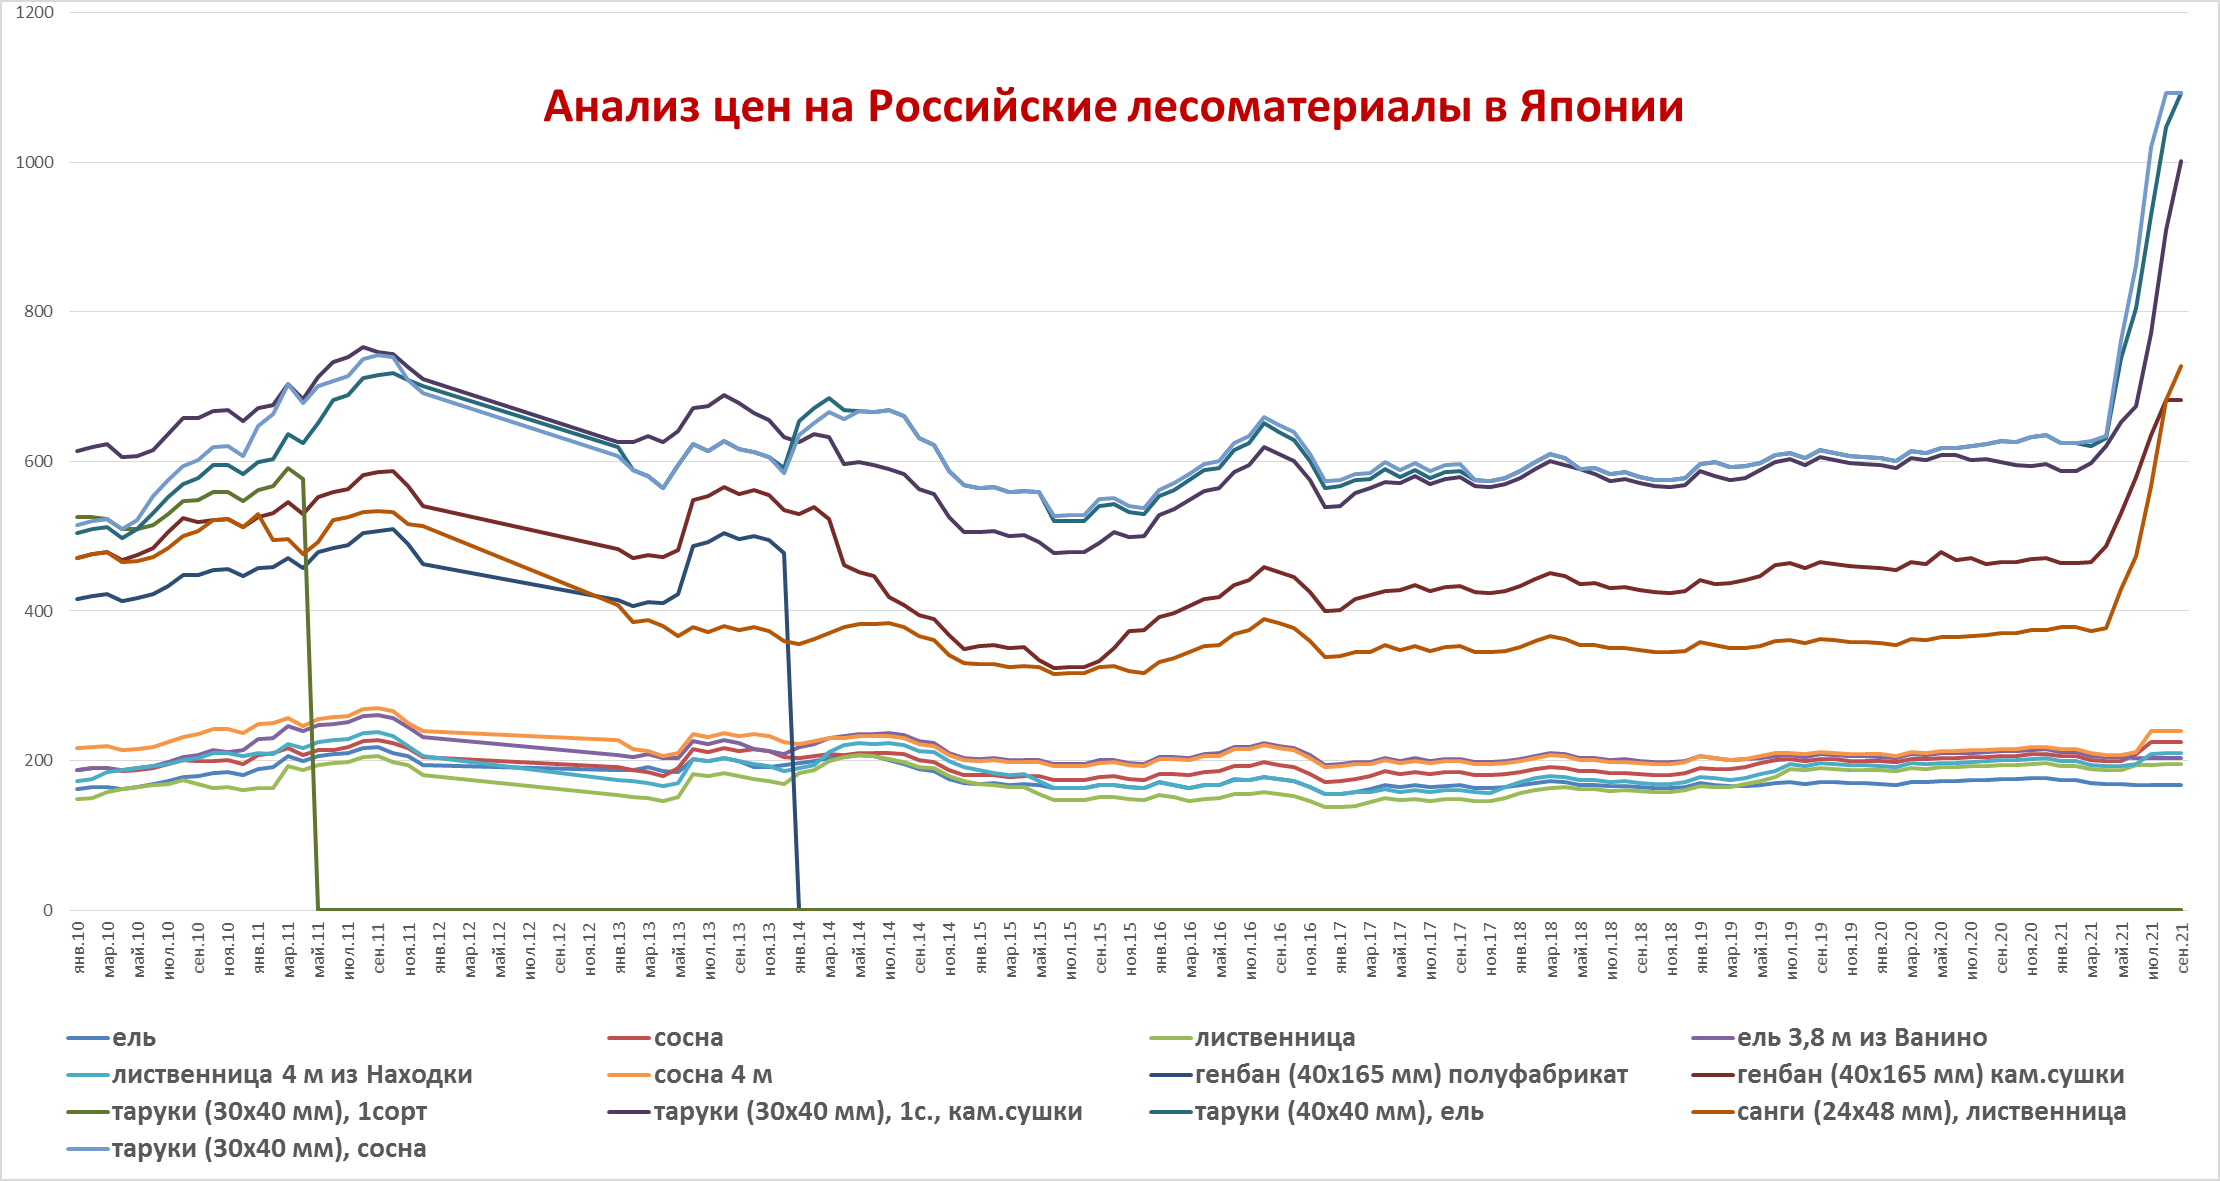 Анализ цен на Российские лесоматериалы в Японии
1200
1000
800
600
400
200
0
янв.10 мар.10 май.10 июл.10 сен.10 ноя.10 янв.11 мар.11 май.11 июл.11 сен.11 ноя.11 янв.12 мар.12 май.12 июл.12 сен.12 ноя.12 янв.13 мар.13 май.13 июл.13 сен.13 ноя.13 янв.14 мар.14 май.14 июл.14 сен.14 ноя.14 янв.15 мар.15 май.15 июл.15 сен.15 ноя.15 янв.16 мар.16 май.16 июл.16 сен.16 ноя.16 янв.17 мар.17 май.17 июл.17 сен.17 ноя.17 янв.18 мар.18 май.18 июл.18 сен.18 ноя.18 янв.19 мар.19 май.19 июл.19 сен.19 ноя.19 янв.20 мар.20 май.20 июл.20 сен.20 ноя.20 янв.21 мар.21 май.21 июл.21 сен.21
ель сосна лиственница ель 3,8 м из Ванино
лиственница 4 м из Находки сосна 4 м генбан (40х165 мм) полуфабрикат генбан (40х165 мм) кам.сушки
таруки (30х40 мм), 1сорт таруки (30х40 мм), 1с., кам.сушки таруки (40х40 мм), ель санги (24х48 мм), лиственница
таруки (30х40 мм), сосна